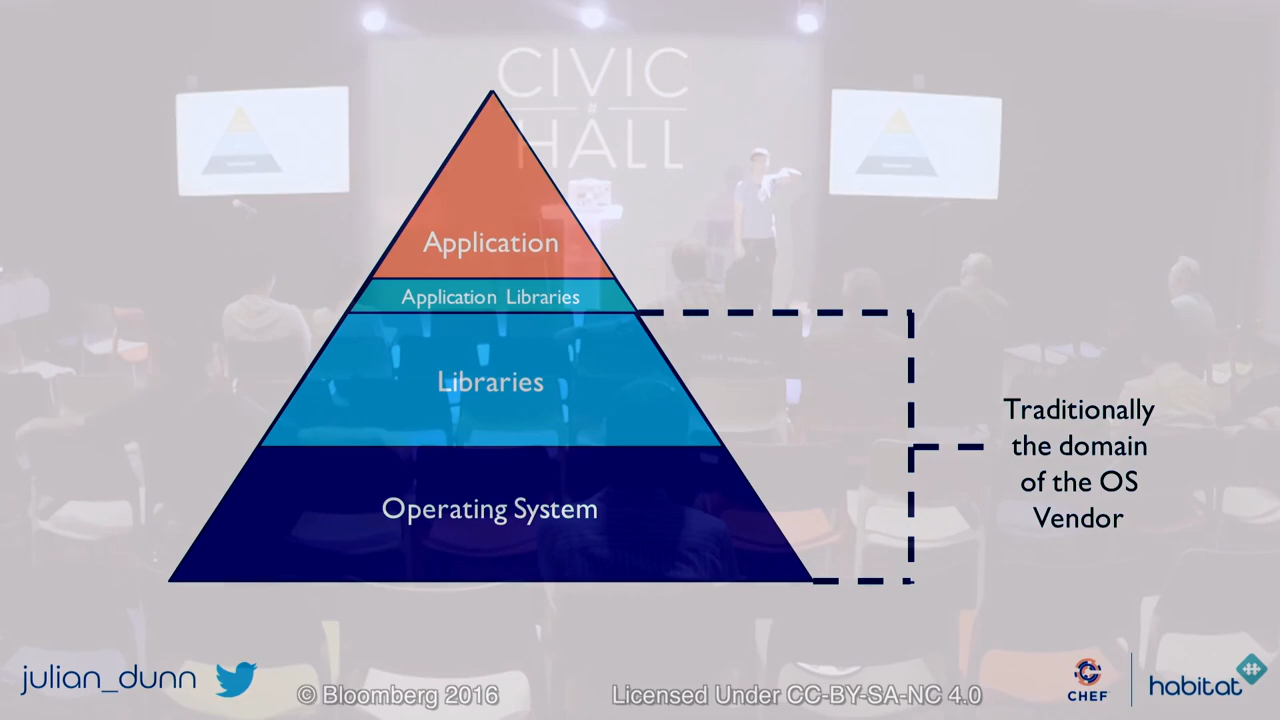 CIVIC
#
HALL
Application
Application Libraries
Libraries
Operating System
Traditionally
the domain
of the OS
Vendor
julian_dunn
© Bloomberg 2016
Licensed Under CC-BY-SA-NC 4.0
CHEF
habitat